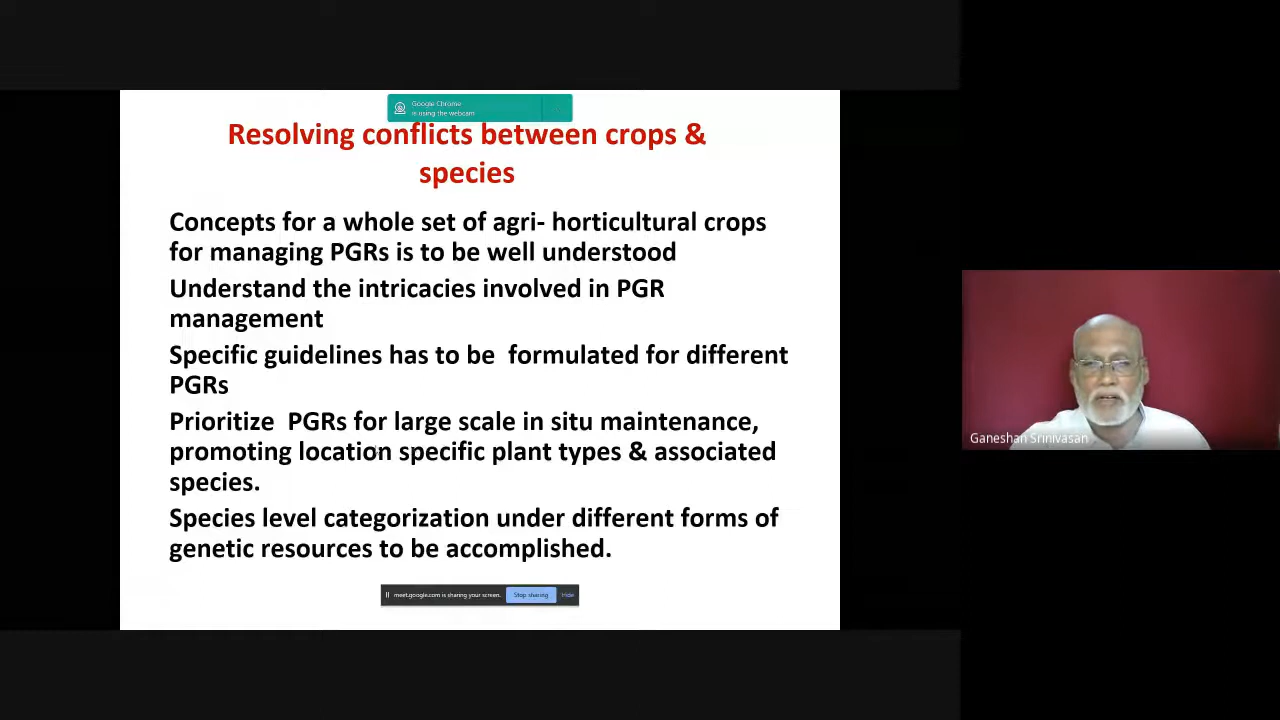 Google Chrome
is using the webcam
Resolving conflicts between crops &
species
Concepts for a whole set of agri- horticultural crops
for managing PGRs is to be well understood
Understand the intricacies involved in PGR
management
Specific guidelines has to be  formulated for different
PGRs
Prioritize  PGRs for large scale in situ maintenance,
promoting location specific plant types & associated
species.
Species level categorization under different forms of
genetic resources to be accomplished.
meet.google.com is sharing your screen. Stop sharing Hide
Ganeshan Srinivasan